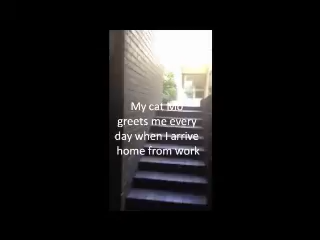 My cat Mo
greets me every
day when I arrive
home from work